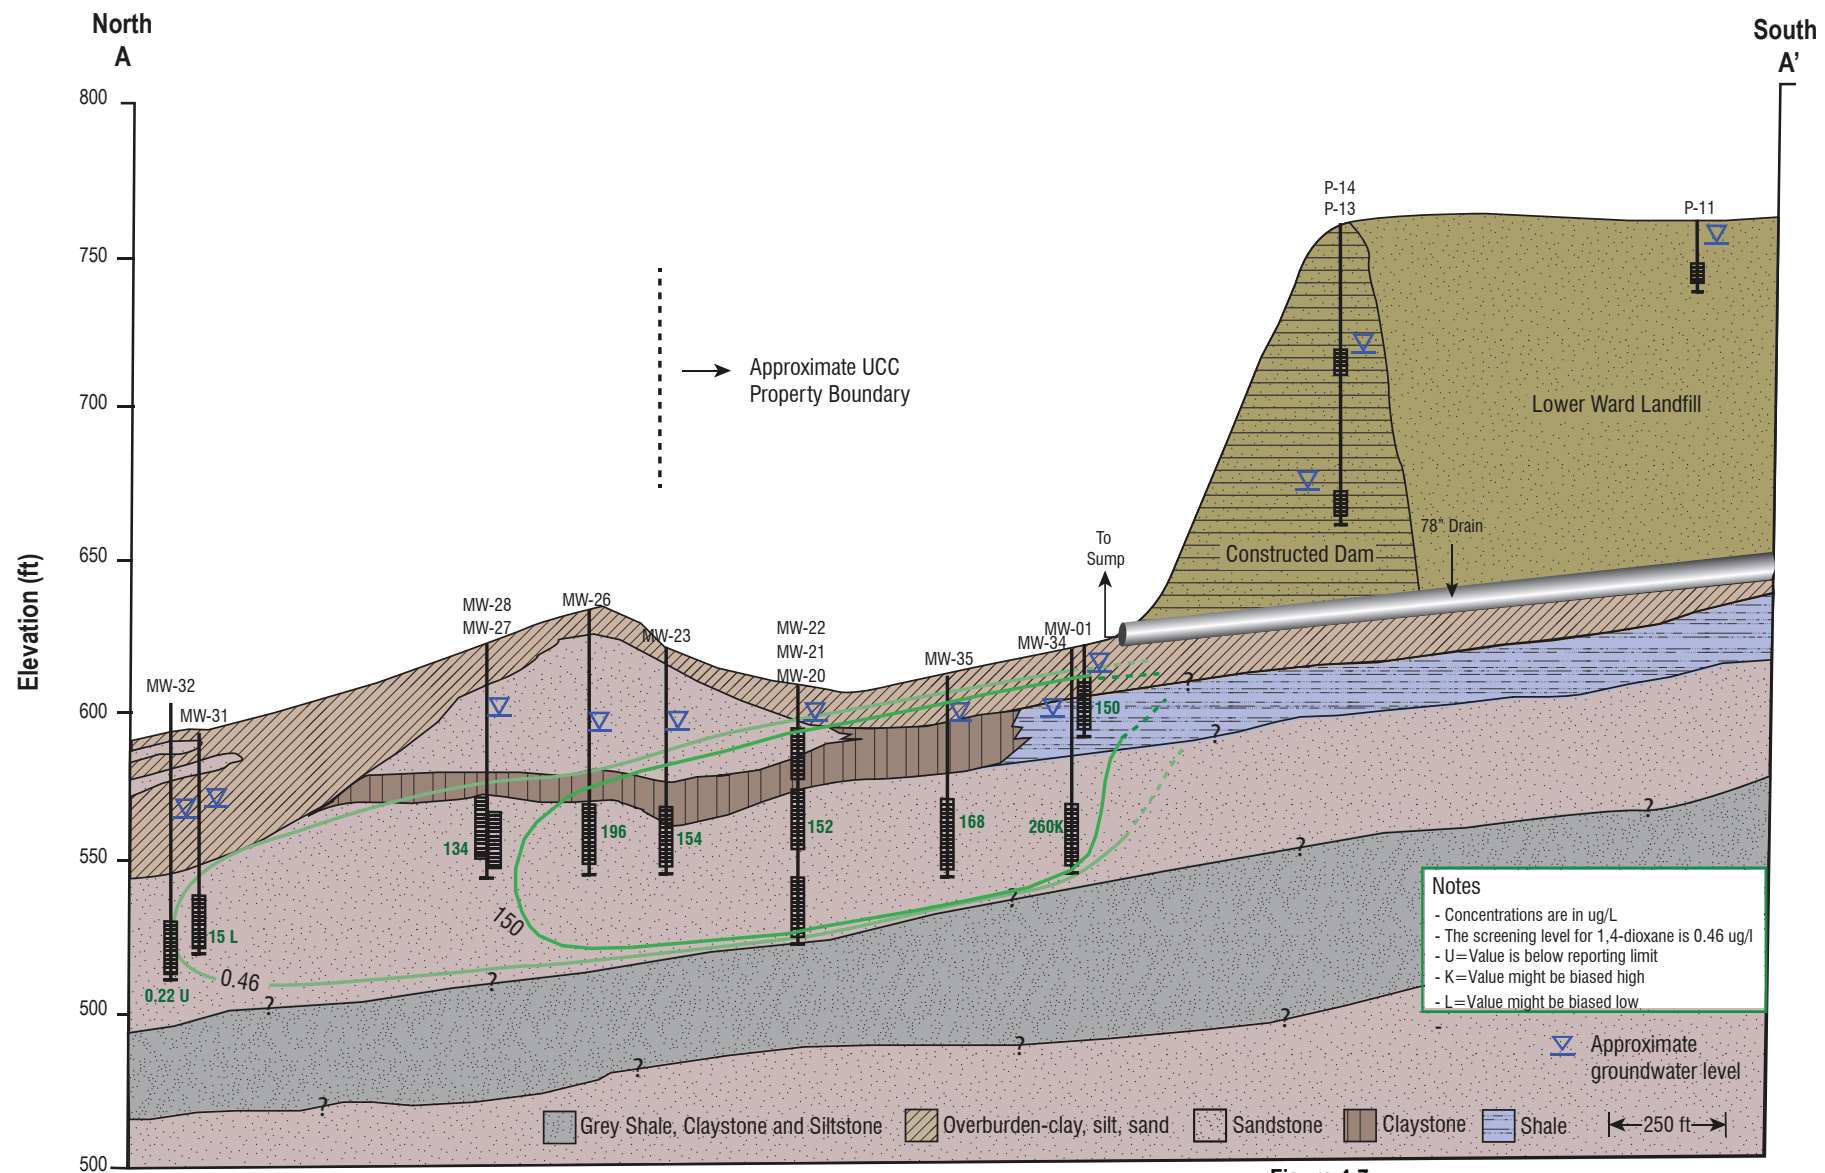 North
A
South
A'
800
750
700
650
600
550
500
500
Elevation (ft)
P-14
P-13
P-11
Approximate UCC
Property Boundary
Lower Ward Landfill
78" Drain
Constructed Dam
To
Sump
MW-28
MW-27
MW-26
MW-23
MW-22
MW-21
MW-20
MW-35
MW-34
MW-01
MW-32
MW-31
?
?
150
134
196
154
152
168
260K
150
15 L
0.46
0.22 U
?
?
?
?
?
?
?
?
?
?
Notes
- Concentrations are in ug/L
- The screening level for 1,4-dioxane is 0.46 ug/l
- U=Value is below reporting limit
- K=Value might be biased high
- L=Value might be biased low
-
Approximate
groundwater level
Grey Shale, Claystone and Siltstone
Overburden-clay, silt, sand
Sandstone
Claystone
Shale
250 ft